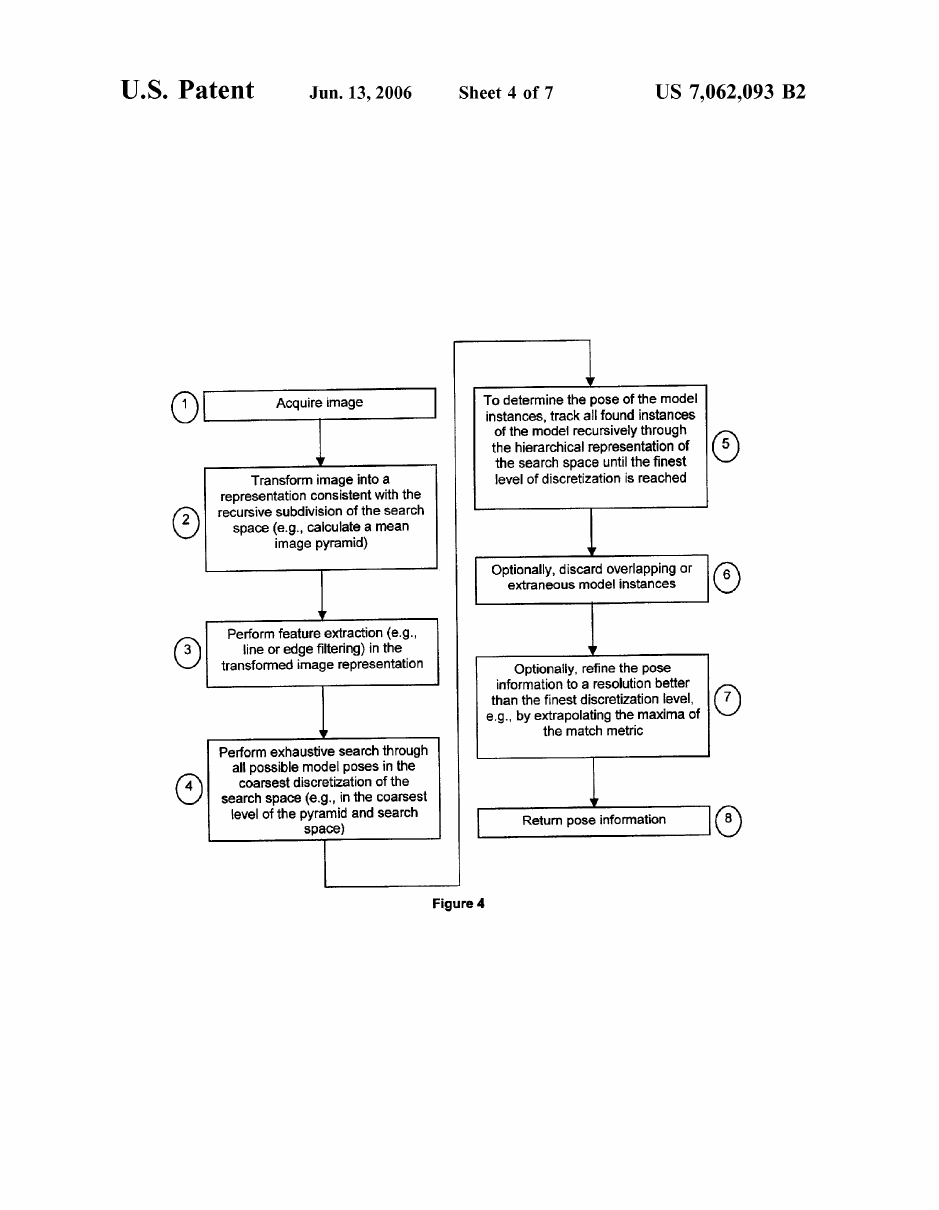 U.S. Patent Jun. 13, 2006 Sheet 4 of 7 US 7,062,093 B2
1
Acquire image
2
Transform image into a
representation consistent with the
recursive subdivision of the search
space (e.g., calculate a mean
image pyramid)
3
Perform feature extraction (e.g.,
line or edge filtering) in the
transformed image representation
4
Perform exhaustive search through
all possible model poses in the
coarsest discretization of the
search space (e.g., in the coarsest
level of the pyramid and search
space)
To determine the pose of the model
instances, track all found instances
of the model recursively through
the hierarchical representation of
the search space until the finest
level of discretization is reached
5
Optionally, discard overlapping or
extraneous model instances
6
Optionally, refine the pose
information to a resolution better
than the finest discretization level,
e.g., by extrapolating the maxima of
the match metric
7
Return pose information
8
Figure 4